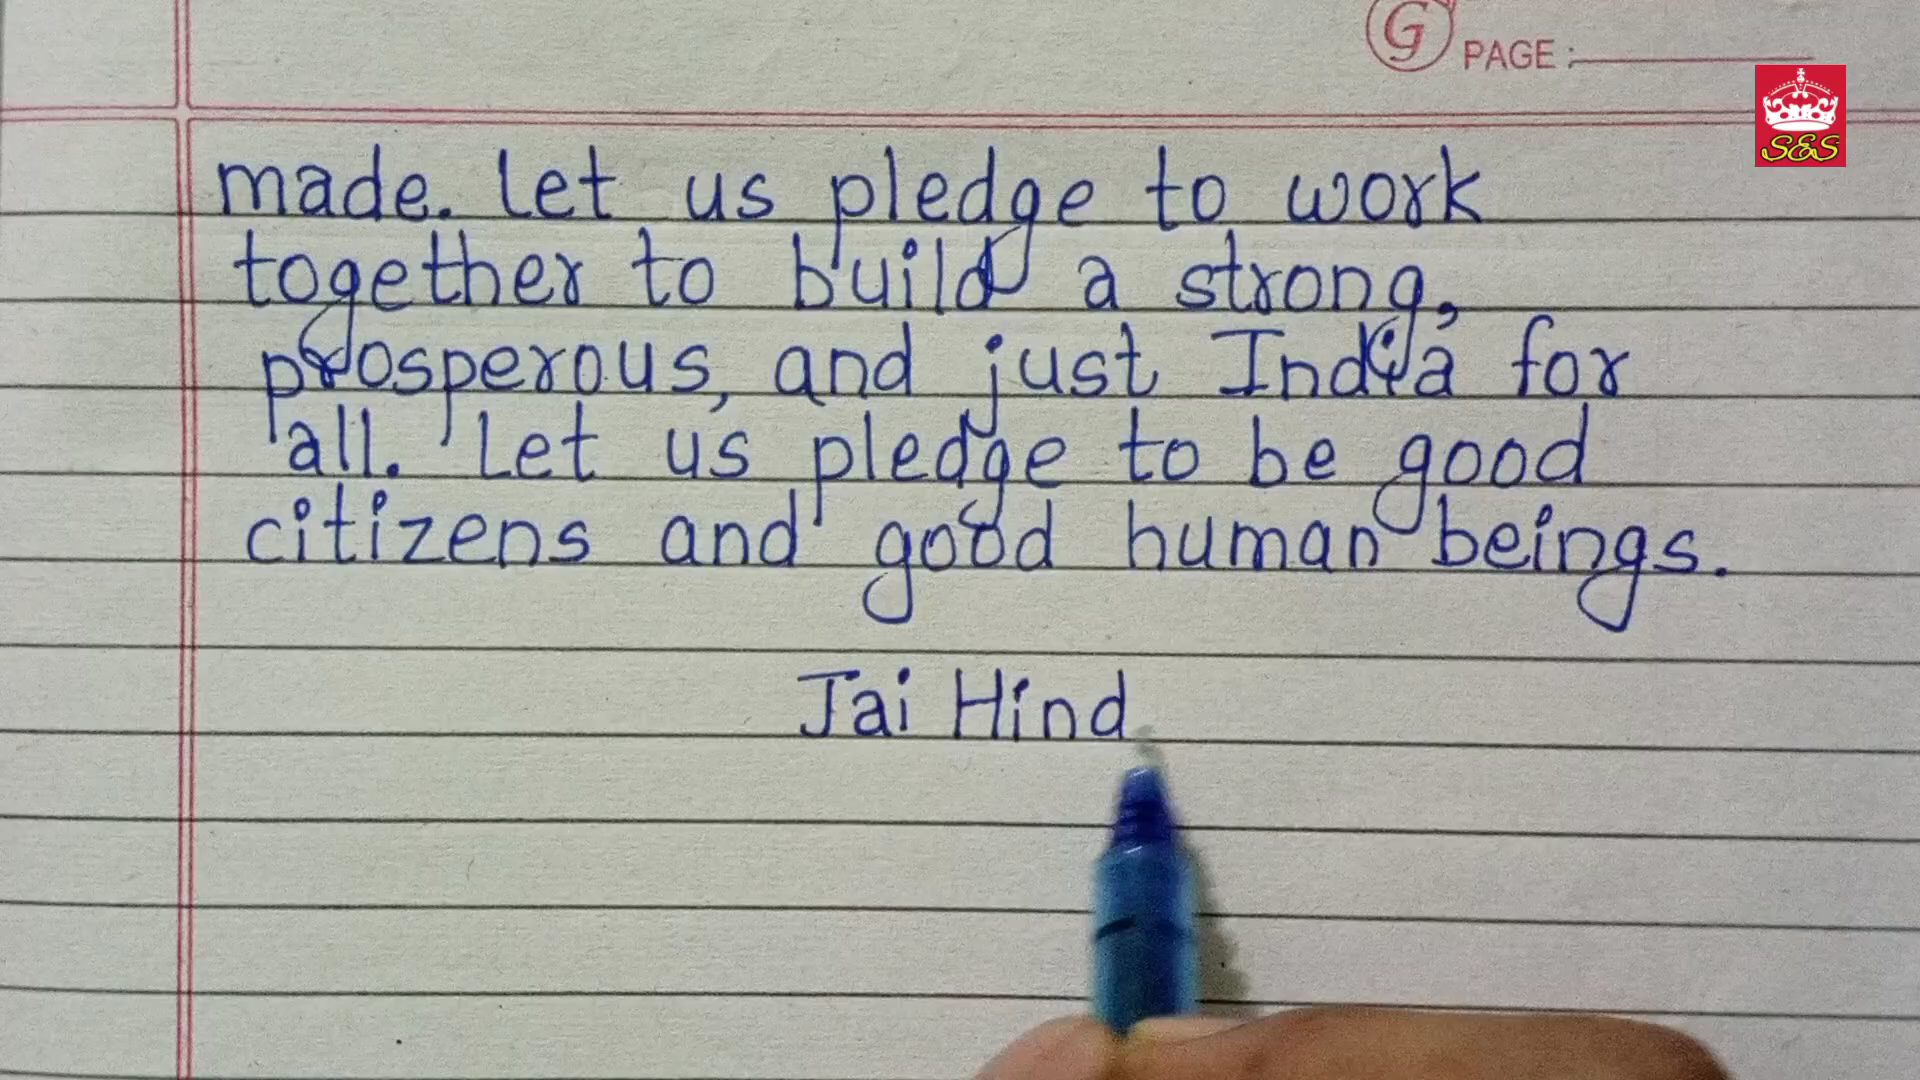 G PAGE :
S&S
made. Let us pledge to work
together to build a strong,
prosperous, and just India for
all. Let us pledge to be good
citizens and good human beings.
Jai Hind